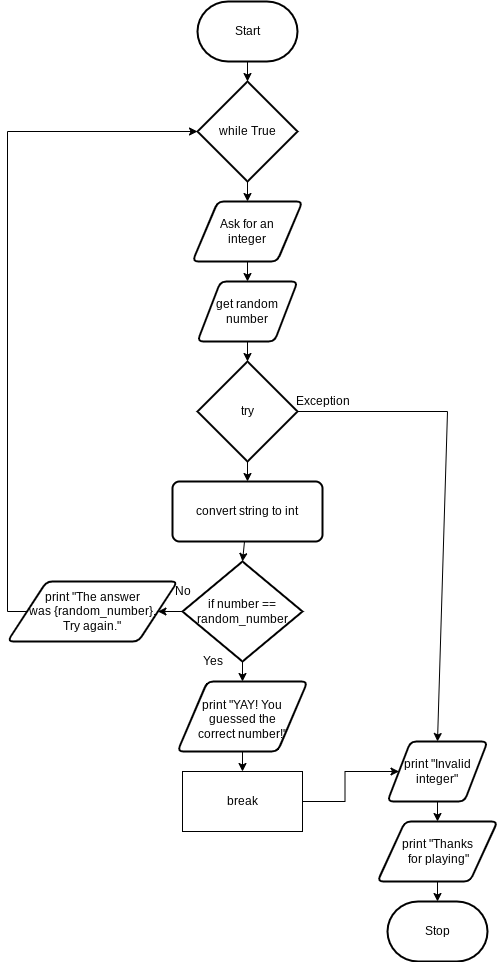 Start
while True
Ask for an
integer
get random
number
try
Exception
convert string to int
if number ==
random_number
No
print "The answer
was {random_number}.
Try again."
Yes
print "YAY! You
guessed the
correct number!"
break
print "Invalid
integer"
print "Thanks
for playing"
Stop